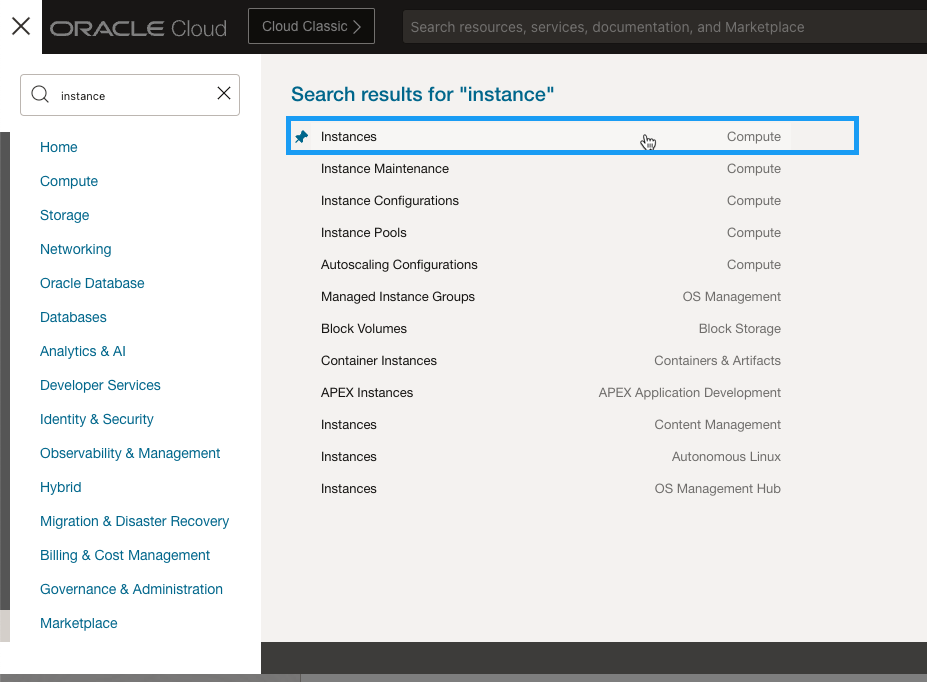 ORACLE Cloud
Cloud Classic
Search resources, services, documentation, and Marketplace
instance
Home
Compute
Storage
Networking
Oracle Database
Databases
Analytics & AI
Developer Services
Identity & Security
Observability & Management
Hybrid
Migration & Disaster Recovery
Billing & Cost Management
Governance & Administration
Marketplace
Search results for "instance"
Instances Compute
Instance Maintenance Compute
Instance Configurations Compute
Instance Pools Compute
Autoscaling Configurations Compute
Managed Instance Groups OS Management
Block Volumes Block Storage
Container Instances Containers & Artifacts
APEX Instances APEX Application Development
Instances Content Management
Instances Autonomous Linux
Instances OS Management Hub